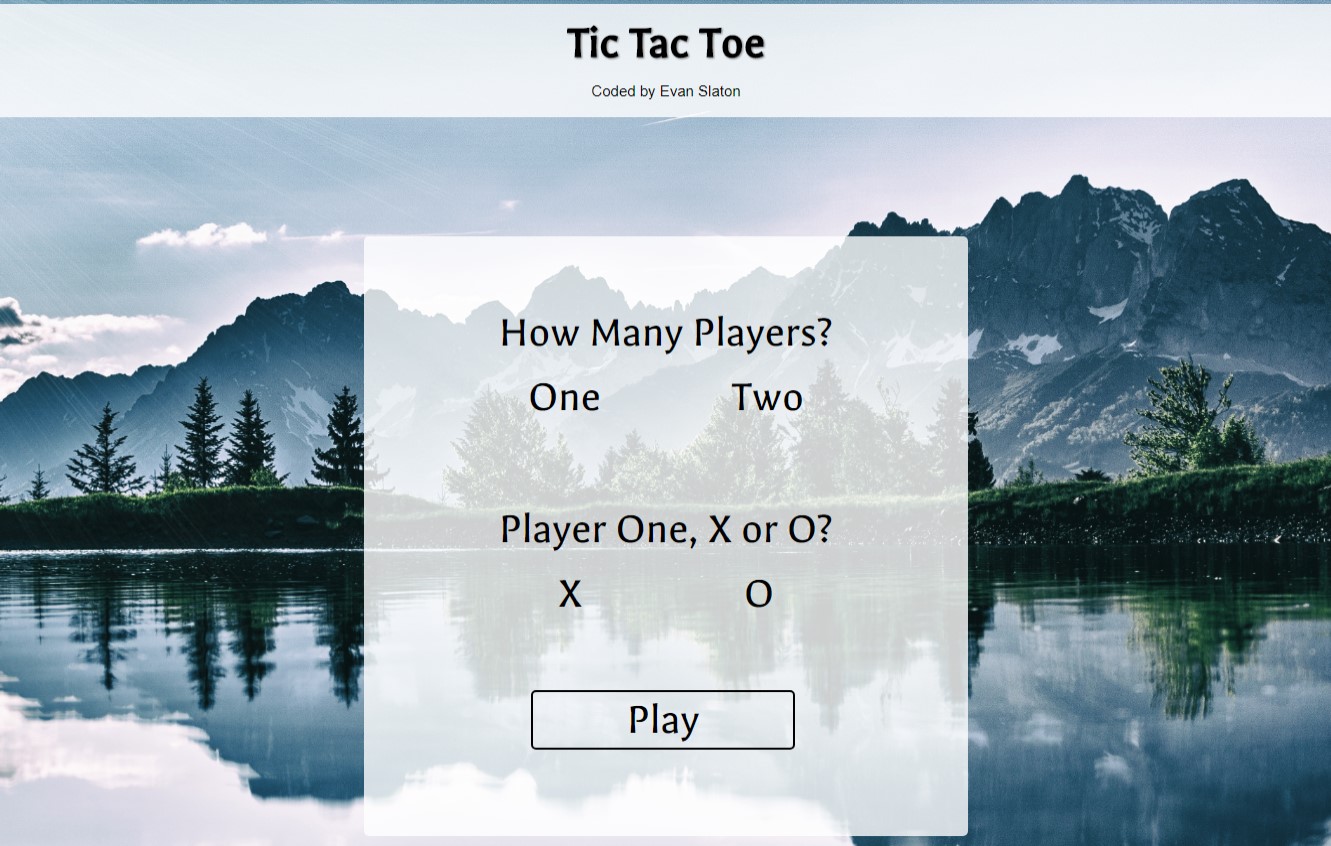 Tic Tac Toe
Coded by Evan Slaton
How Many Players?
One Two
Player One, X or O?
X O
Play